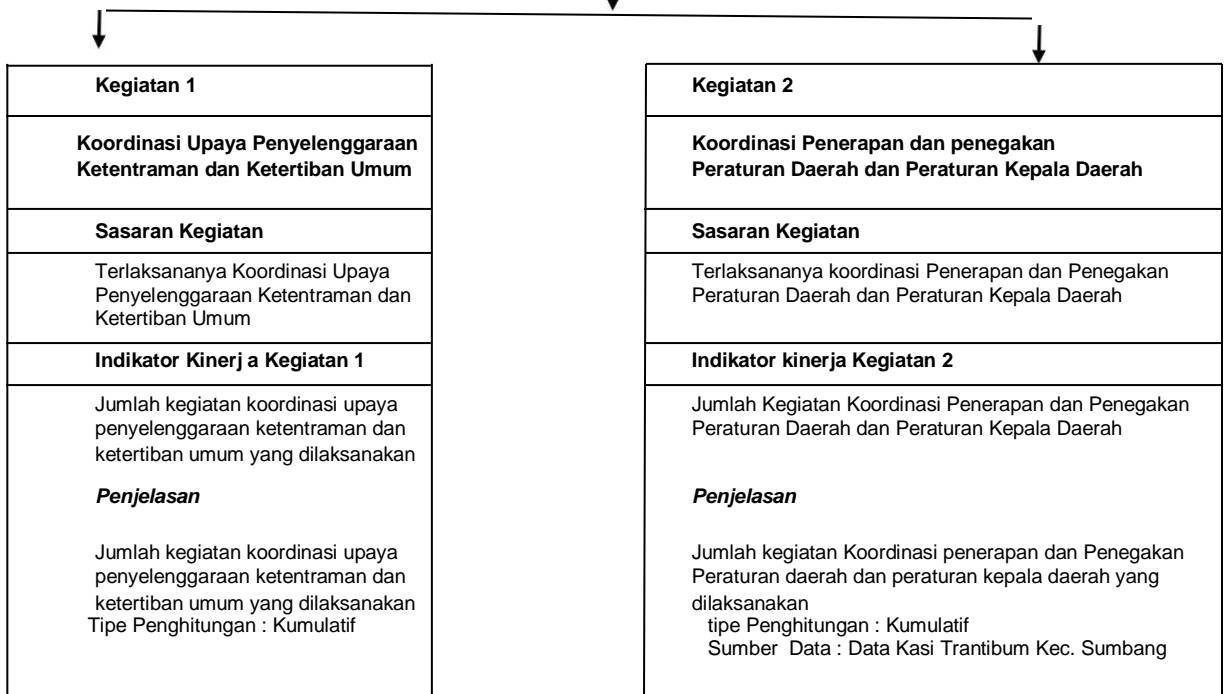 Kegiatan 1
Koordinasi Upaya Penyelenggaraan
Ketentraman dan Ketertiban Umum
Sasaran Kegiatan
Terlaksananya Koordinasi Upaya
Penyelenggaraan Ketentraman dan
Ketertiban Umum
Indikator Kinerj a Kegiatan 1
Jumlah kegiatan koordinasi upaya
penyelenggaraan ketentraman dan
ketertiban umum yang dilaksanakan
Penjelasan
Jumlah kegiatan koordinasi upaya
penyelenggaraan ketentraman dan
ketertiban umum yang dilaksanakan
Tipe Penghitungan : Kumulatif
Kegiatan 2
Koordinasi Penerapan dan penegakan
Peraturan Daerah dan Peraturan Kepala Daerah
Sasaran Kegiatan
Terlaksananya koordinasi Penerapan dan Penegakan
Peraturan Daerah dan Peraturan Kepala Daerah
Indikator kinerja Kegiatan 2
Jumlah Kegiatan Koordinasi Penerapan dan Penegakan
Peraturan Daerah dan Peraturan Kepala Daerah
Penjelasan
Jumlah kegiatan Koordinasi penerapan dan Penegakan
Peraturan daerah dan peraturan kepala daerah yang
dilaksanakan
tipe Penghitungan : Kumulatif
Sumber Data : Data Kasi Trantibum Kec. Sumbang